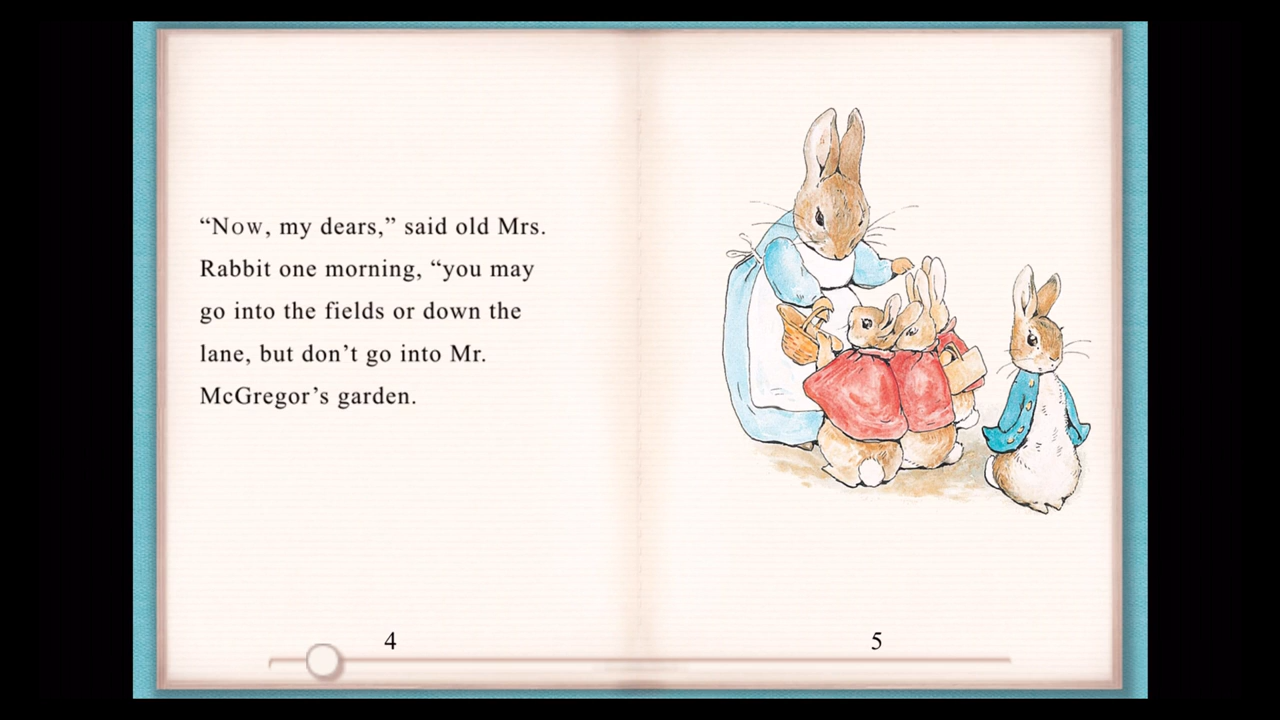 “Now, my dears,” said old Mrs.
Rabbit one morning, “you may
go into the fields or down the
lane, but don’t go into Mr.
McGregor’s garden.
4
5